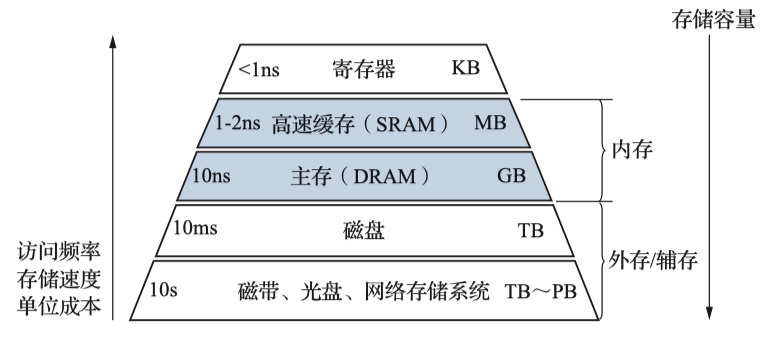 存储容量
<1ns 寄存器 KB
1-2ns 高速缓存（SRAM） MB
内存
10ns 主存（DRAM） GB
10ms 磁盘 TB
访问频率
存储速度
单位成本
外存/辅存
10s 磁带、光盘、网络存储系统 TB～PB